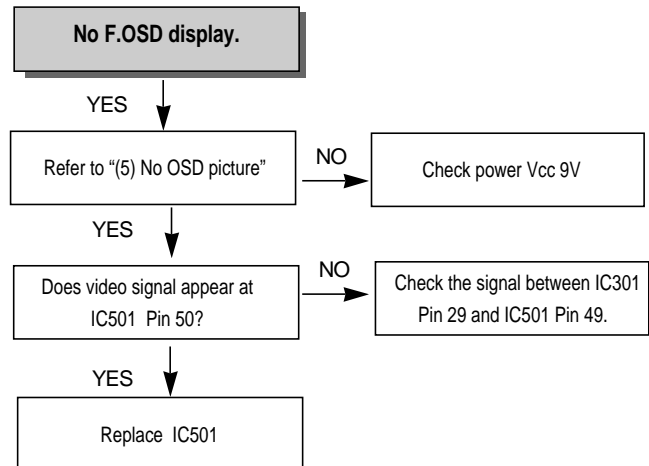 No F.OSD display.
YES
Refer to “(5) No OSD picture”
NO
Check power Vcc 9V
YES
Does video signal appear at
IC501 Pin 50?
NO
Check the signal between IC301
Pin 29 and IC501 Pin 49.
YES
Replace IC501